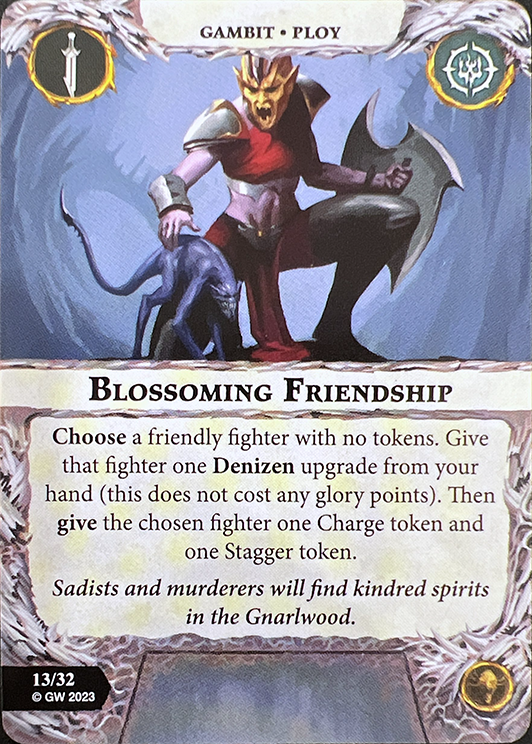 GAMBIT • PLOY
BLOSSOMING FRIENDSHIP
Choose a friendly fighter with no tokens. Give
that fighter one Denizen upgrade from your
hand (this does not cost any glory points). Then
give the chosen fighter one Charge token and
one Stagger token.
Sadists and murderers will find kindred spirits
in the Gnarlwood.
13/32
© GW 2023